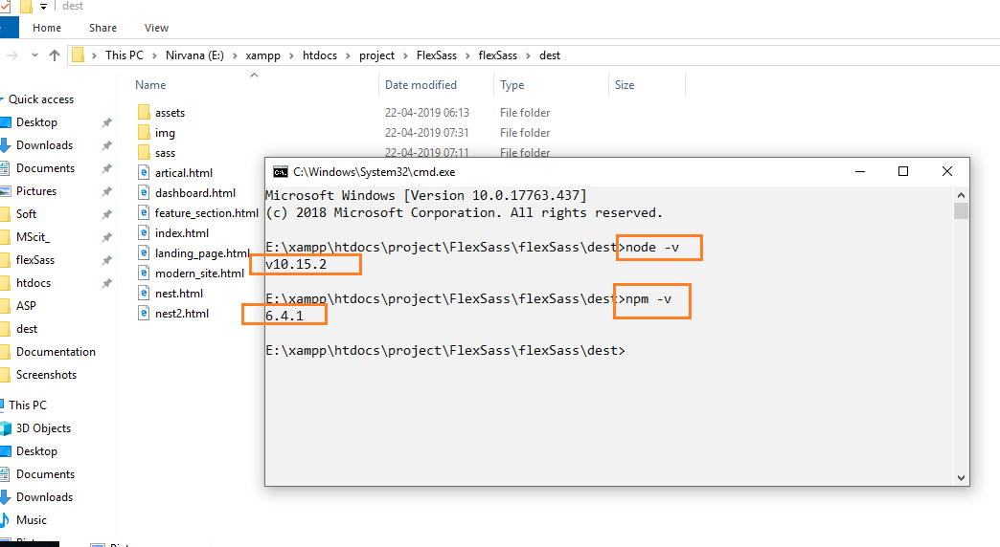 dest
Home Share View
This PC > Nirvana (E:) > xampp > htdocs > project > FlexSass > flexSass > dest
Name Date modified Type Size
Quick access
Desktop
Downloads
Documents
Pictures
Soft
MScit_
flexSass
htdocs
ASP
dest
Documentation
Screenshots
This PC
3D Objects
Desktop
Documents
Downloads
Music
assets 22-04-2019 06:13 File folder
img 22-04-2019 07:31 File folder
sass 22-04-2019 07:11 File folder
artical.html
dashboard.html
feature_section.html
index.html
landing_page.html
modern_site.html
nest.html
nest2.html
C:\Windows\System32\cmd.exe
Microsoft Windows [Version 10.0.17763.437]
(c) 2018 Microsoft Corporation. All rights reserved.
E:\xampp\htdocs\project\FlexSass\flexSass\dest>node -v
v10.15.2
E:\xampp\htdocs\project\FlexSass\flexSass\dest>npm -v
6.4.1
E:\xampp\htdocs\project\FlexSass\flexSass\dest>